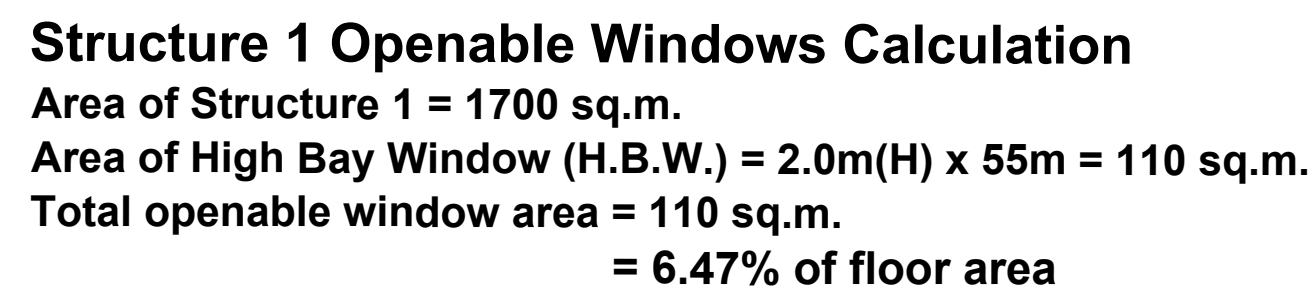 Structure 1 Openable Windows Calculation
Area of Structure 1 = 1700 sq.m.
Area of High Bay Window (H.B.W.) = 2.0m(H) x 55m = 110 sq.m.
Total openable window area = 110 sq.m.
= 6.47% of floor area